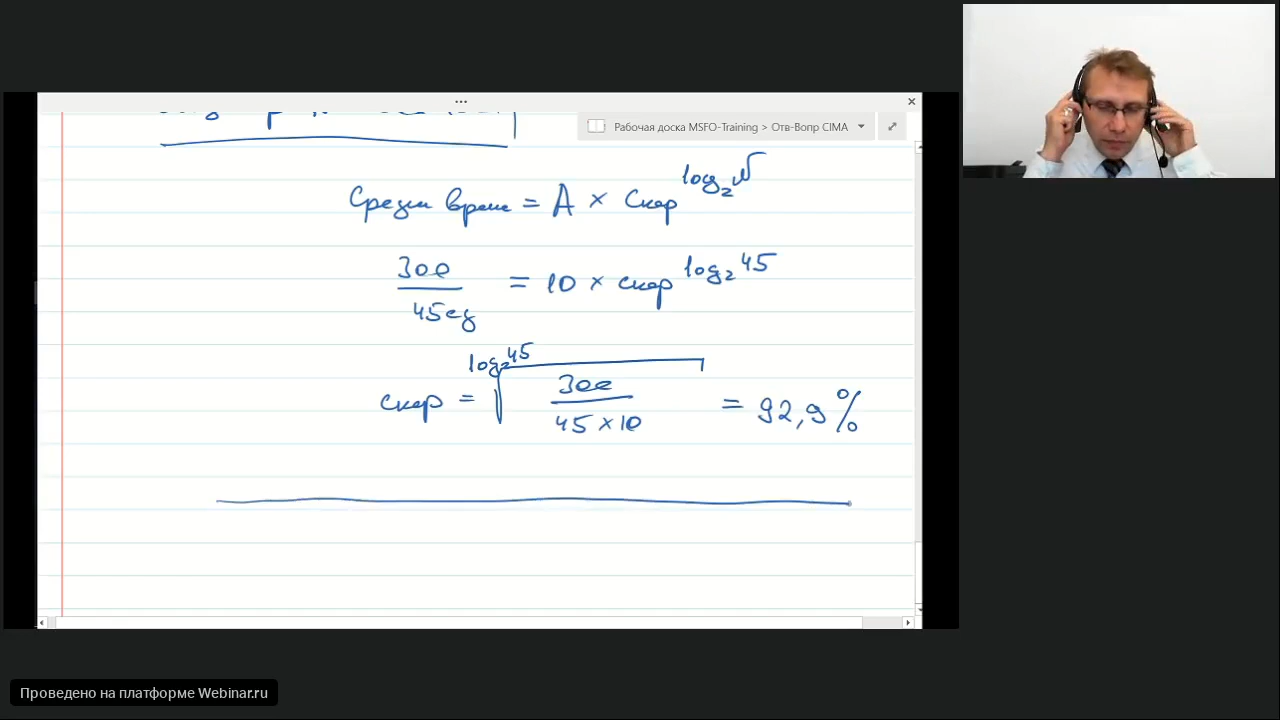 Рабочая доска MSFO-Training > Отв-Вопр CIMA
Средн время = A × Скор^log₂N
300 / 45ед = 10 × скор^log₂45
скор = ^log₂45√(300 / 45×10) = 92,9%
Проведено на платформе Webinar.ru